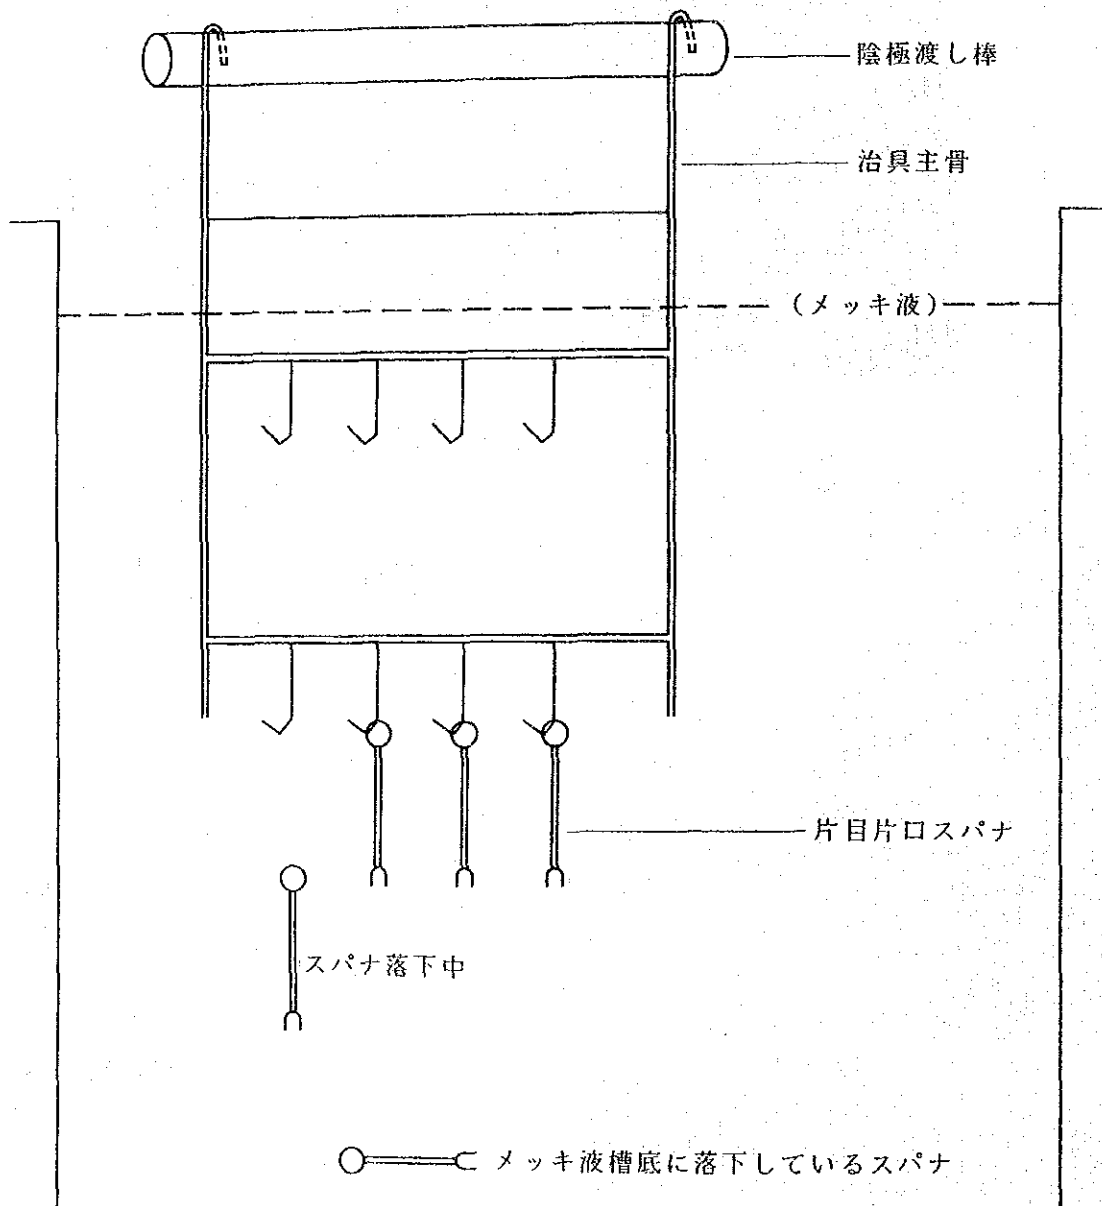 陰極渡し棒
治具主骨
(メッキ液)
片目片口スパナ
スパナ落下中
メッキ液槽底に落下しているスパナ